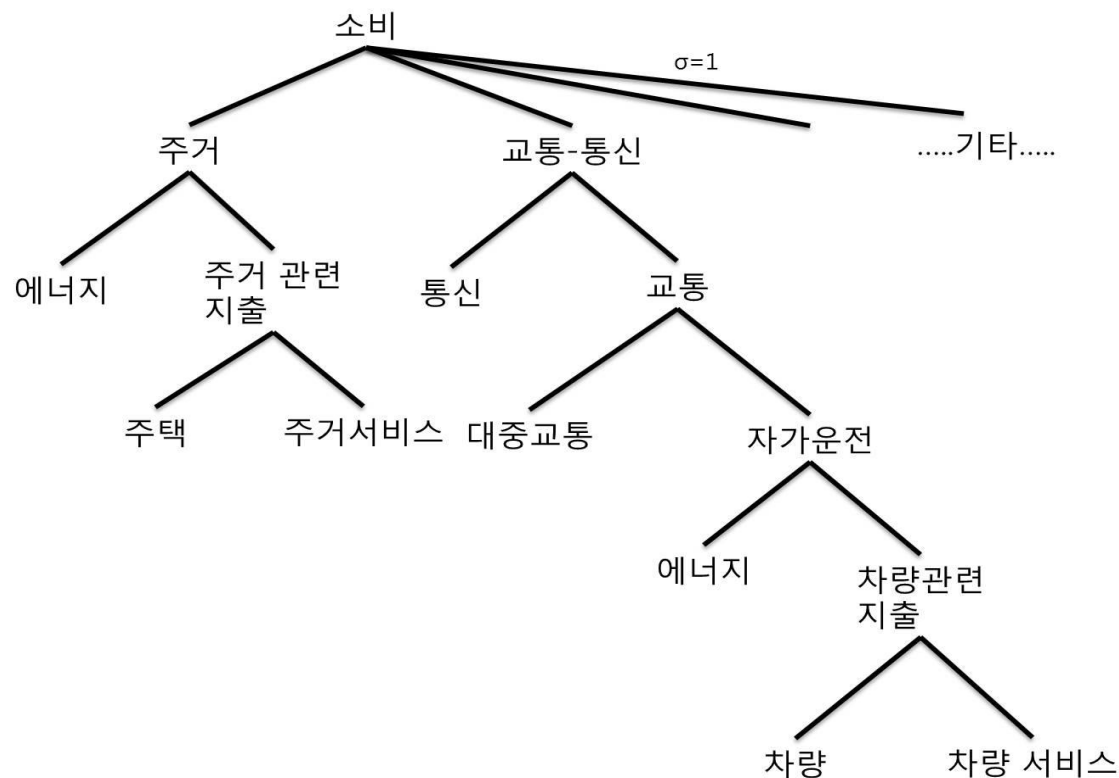 소비
σ=1
주거
교통-통신
.....기타.....
에너지
주거 관련
지출
통신
교통
주택
주거서비스
대중교통
자가운전
에너지
차량관련
지출
차량
차량 서비스